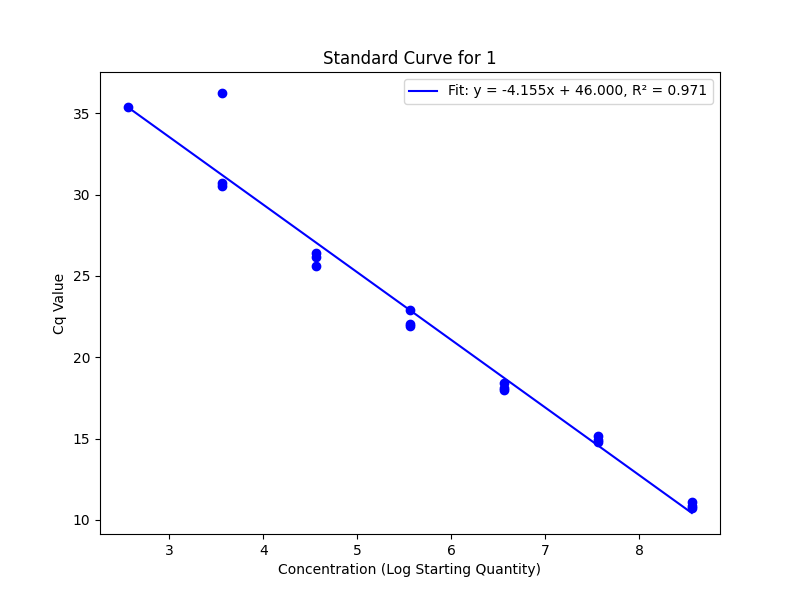 Standard Curve for 1
Fit: y = -4.155x + 46.000, R² = 0.971
Cq Value
35
30
25
20
15
10
3 4 5 6 7 8
Concentration (Log Starting Quantity)